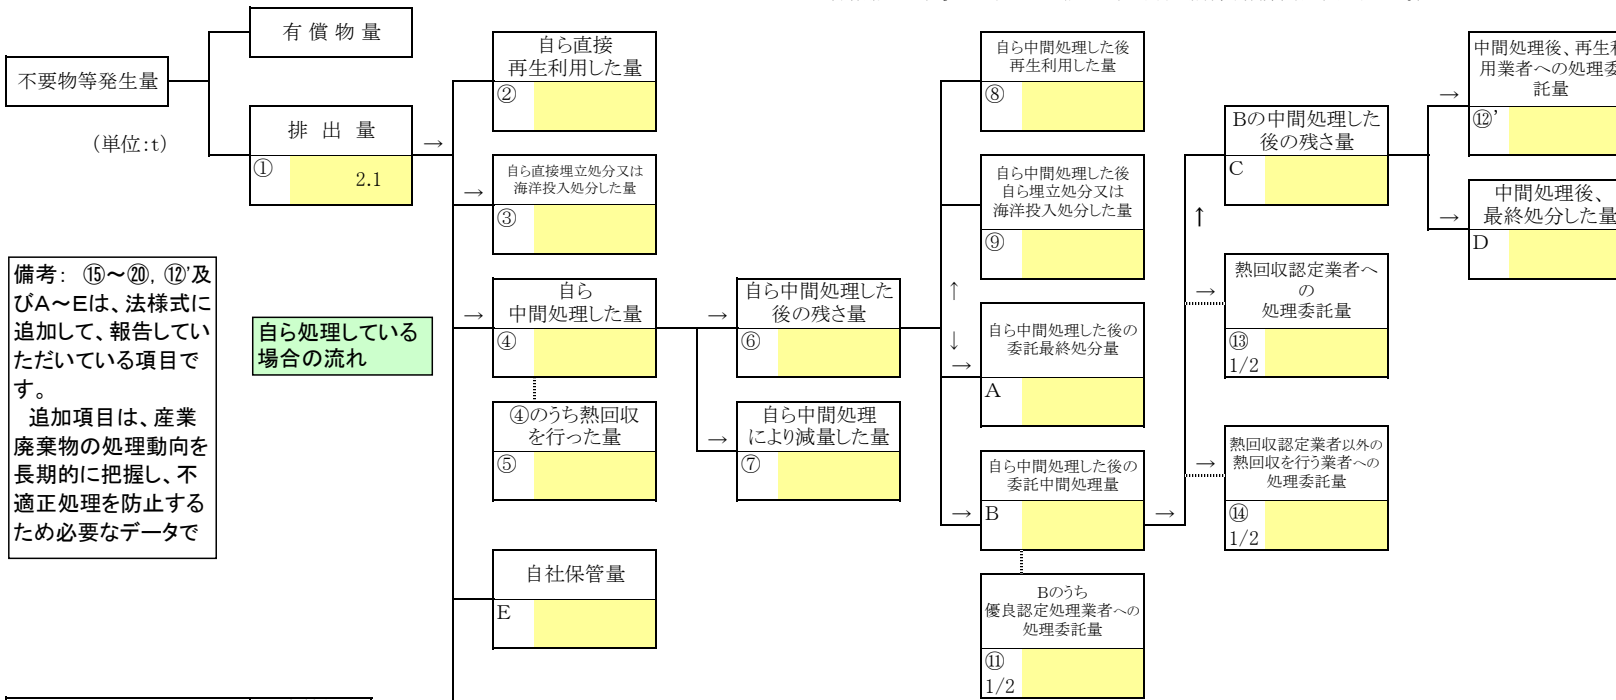 有 償 物 量
不要物等発生量
(単位:t)
排 出 量
①
2.1
→
備考： ⑮～⑳, ⑫'及
びA～Eは、法様式に
追加して、報告してい
ただいている項目で
す。
追加項目は、産業
廃棄物の処理動向を
長期的に把握し、不
適正処理を防止する
ため必要なデータで
自ら処理している
場合の流れ
自ら直接
再生利用した量
②
→
自ら直接埋立処分又は
海洋投入処分した量
③
→
自ら
中間処理した量
④
④のうち熱回収
を行った量
⑤
自社保管量
E
→
自ら中間処理した
後の残さ量
⑥
→
自ら中間処理
により減量した量
⑦
自ら中間処理した後
再生利用した量
⑧
自ら中間処理した後
自ら埋立処分又は
海洋投入処分した量
⑨
↑
↓
→
自ら中間処理した後の
委託最終処分量
A
自ら中間処理した後の
委託中間処理量
→
B
→
Bのうち
優良認定処理業者への
処理委託量
⑪
1/2
Bの中間処理した
後の残さ量
C
↑
→
熱回収認定業者へ
の
処理委託量
⑬
1/2
→
熱回収認定業者以外の
熱回収を行う業者への
処理委託量
⑭
1/2
→
中間処理後、再生利
用業者への処理委
託量
⑫'
→
中間処理後、
最終処分した量
D